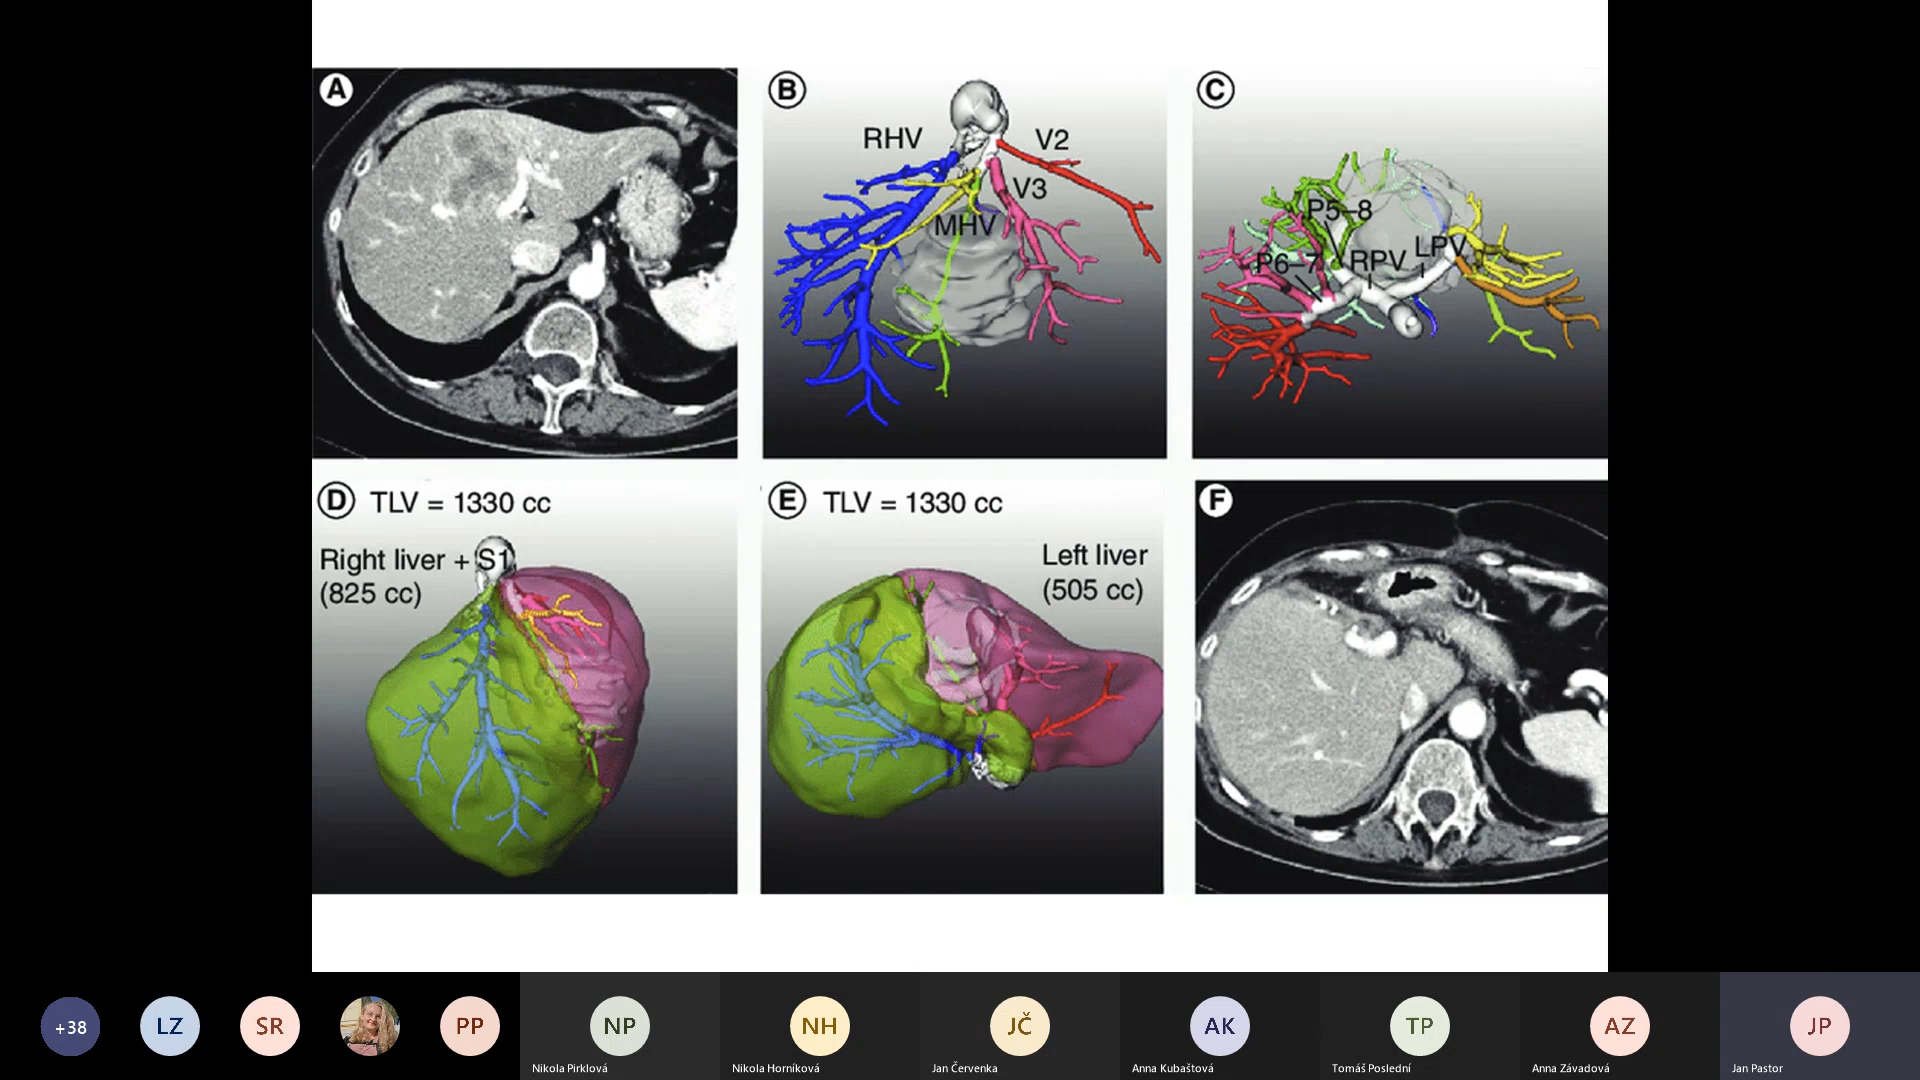 A
B
RHV
V2
V3
MHV
C
P5–8
P6–7
RPV
LPV
D TLV = 1330 cc
Right liver + S1
(825 cc)
E TLV = 1330 cc
Left liver
(505 cc)
F
+38
LZ
SR
PP
NP
Nikola Pirklová
NH
Nikola Horníková
JČ
Jan Červenka
AK
Anna Kubaštová
TP
Tomáš Poslední
AZ
Anna Závadová
JP
Jan Pastor